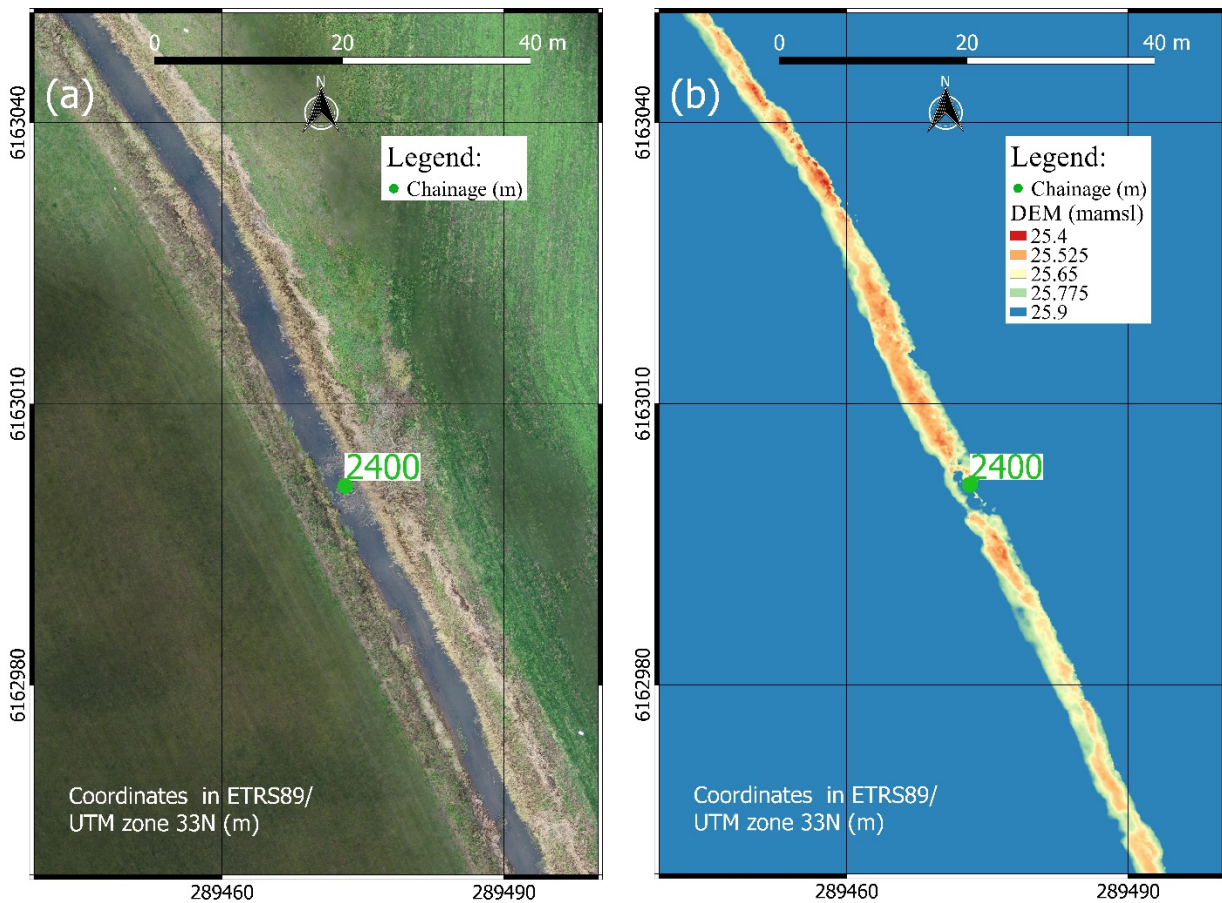 (a)
0 20 40 m
N
Legend:
Chainage (m)
2400
6163040
6163010
6162980
Coordinates in ETRS89/
UTM zone 33N (m)
289460 289490
(b)
0 20 40 m
N
Legend:
Chainage (m)
DEM (mamsl)
25.4
25.525
25.65
25.775
25.9
2400
6163040
6163010
6162980
Coordinates in ETRS89/
UTM zone 33N (m)
289460 289490